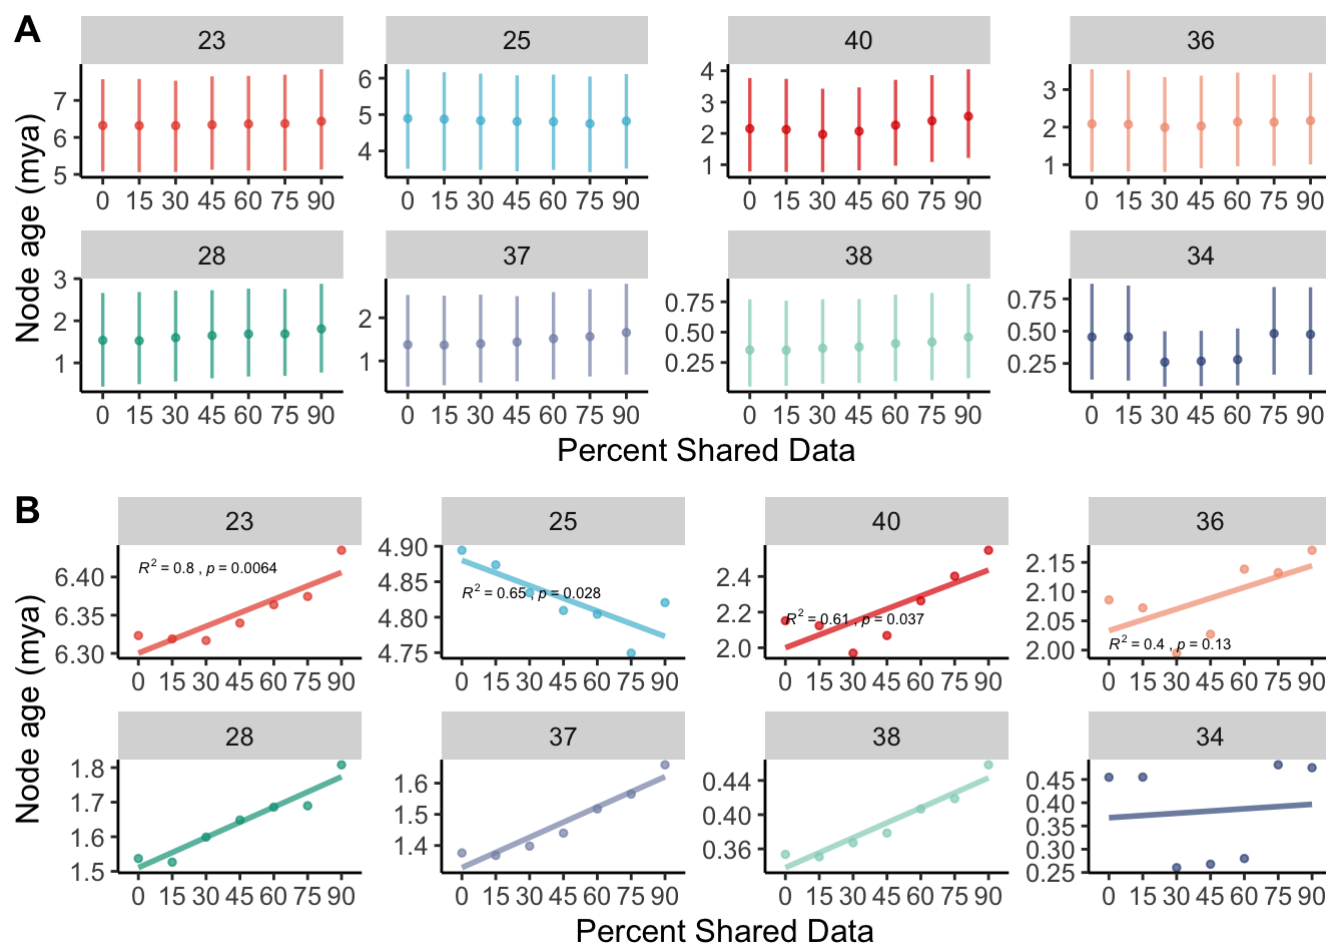 A
23
25
40
36
7
6
5
6
5
4
4
3
2
1
3
2
1
0 15 30 45 60 75 90
0 15 30 45 60 75 90
0 15 30 45 60 75 90
0 15 30 45 60 75 90
Node age (mya)
28
37
38
34
3
2
1
2
1
0.75
0.50
0.25
0.75
0.50
0.25
0 15 30 45 60 75 90
0 15 30 45 60 75 90
0 15 30 45 60 75 90
0 15 30 45 60 75 90
Percent Shared Data
B
23
25
40
36
6.40
6.35
6.30
R² = 0.8 , p = 0.0064
4.90
4.85
4.80
4.75
R² = 0.65 , p = 0.028
2.4
2.2
2.0
R² = 0.61 , p = 0.037
2.15
2.10
2.05
2.00
R² = 0.4 , p = 0.13
0 15 30 45 60 75 90
0 15 30 45 60 75 90
0 15 30 45 60 75 90
0 15 30 45 60 75 90
Node age (mya)
28
37
38
34
1.8
1.7
1.6
1.5
1.6
1.5
1.4
0.44
0.40
0.36
0.45
0.40
0.35
0.30
0.25
0 15 30 45 60 75 90
0 15 30 45 60 75 90
0 15 30 45 60 75 90
0 15 30 45 60 75 90
Percent Shared Data